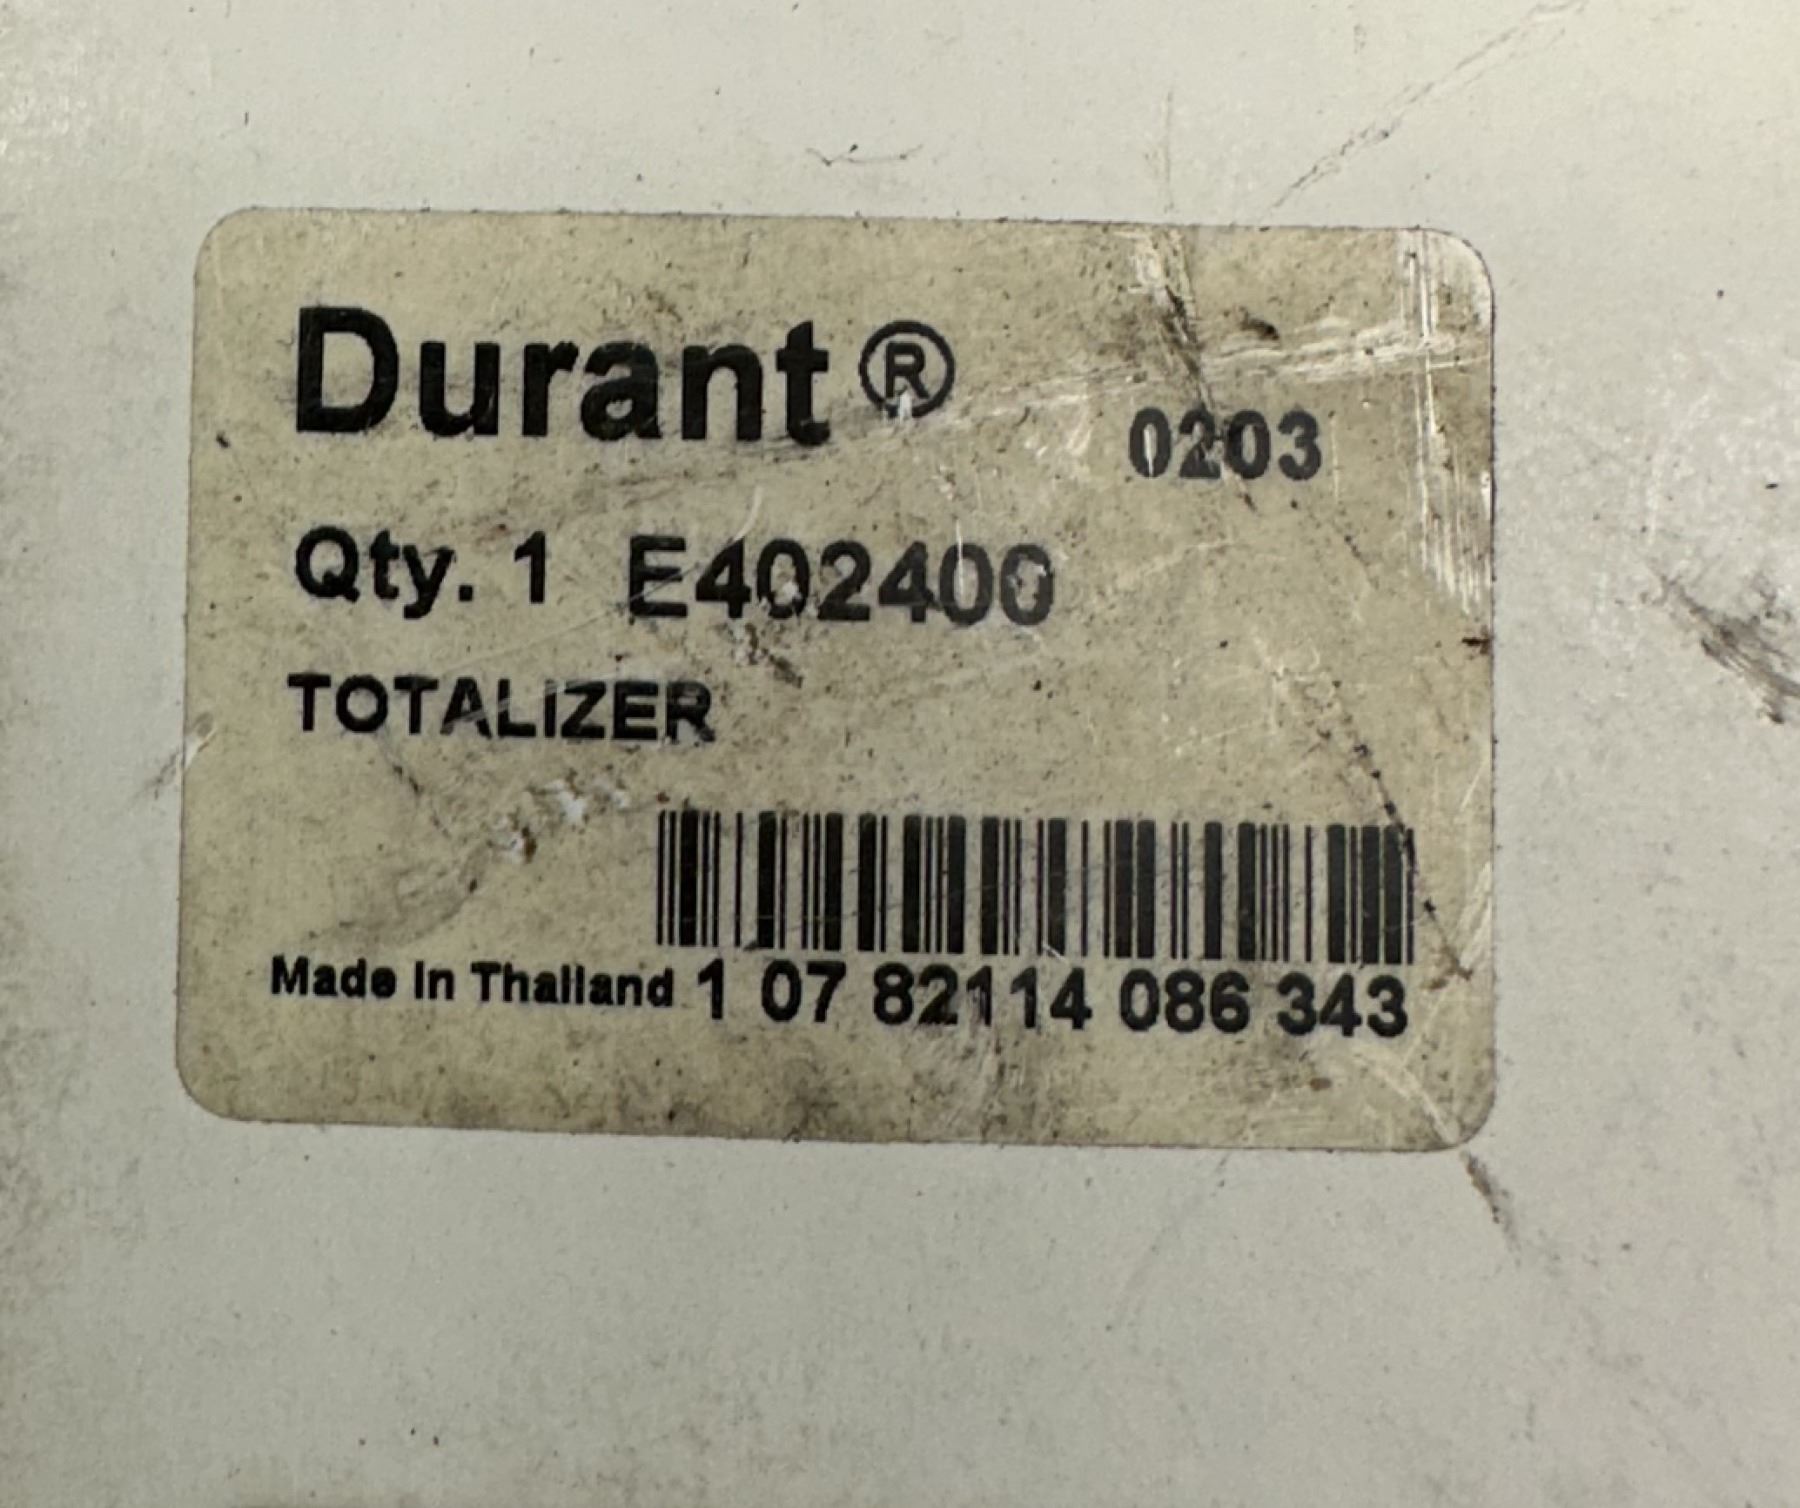 Durant®
0203
Qty. 1 E402400
TOTALIZER
Made In Thailand 1 07 82114 086 343